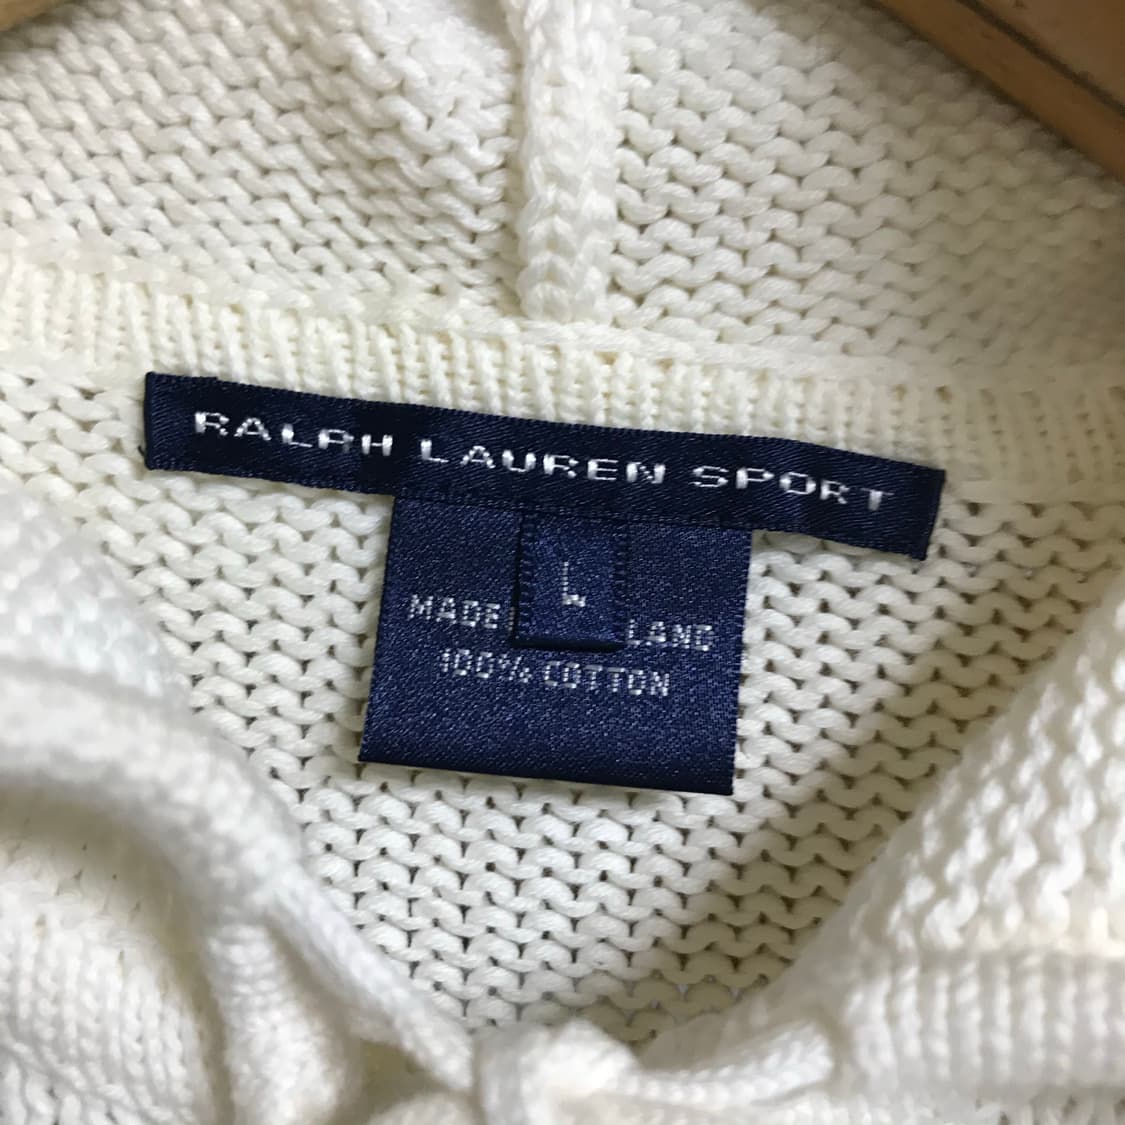 RALPH LAUREN SPORT
L
MADE LAND
100% COTTON